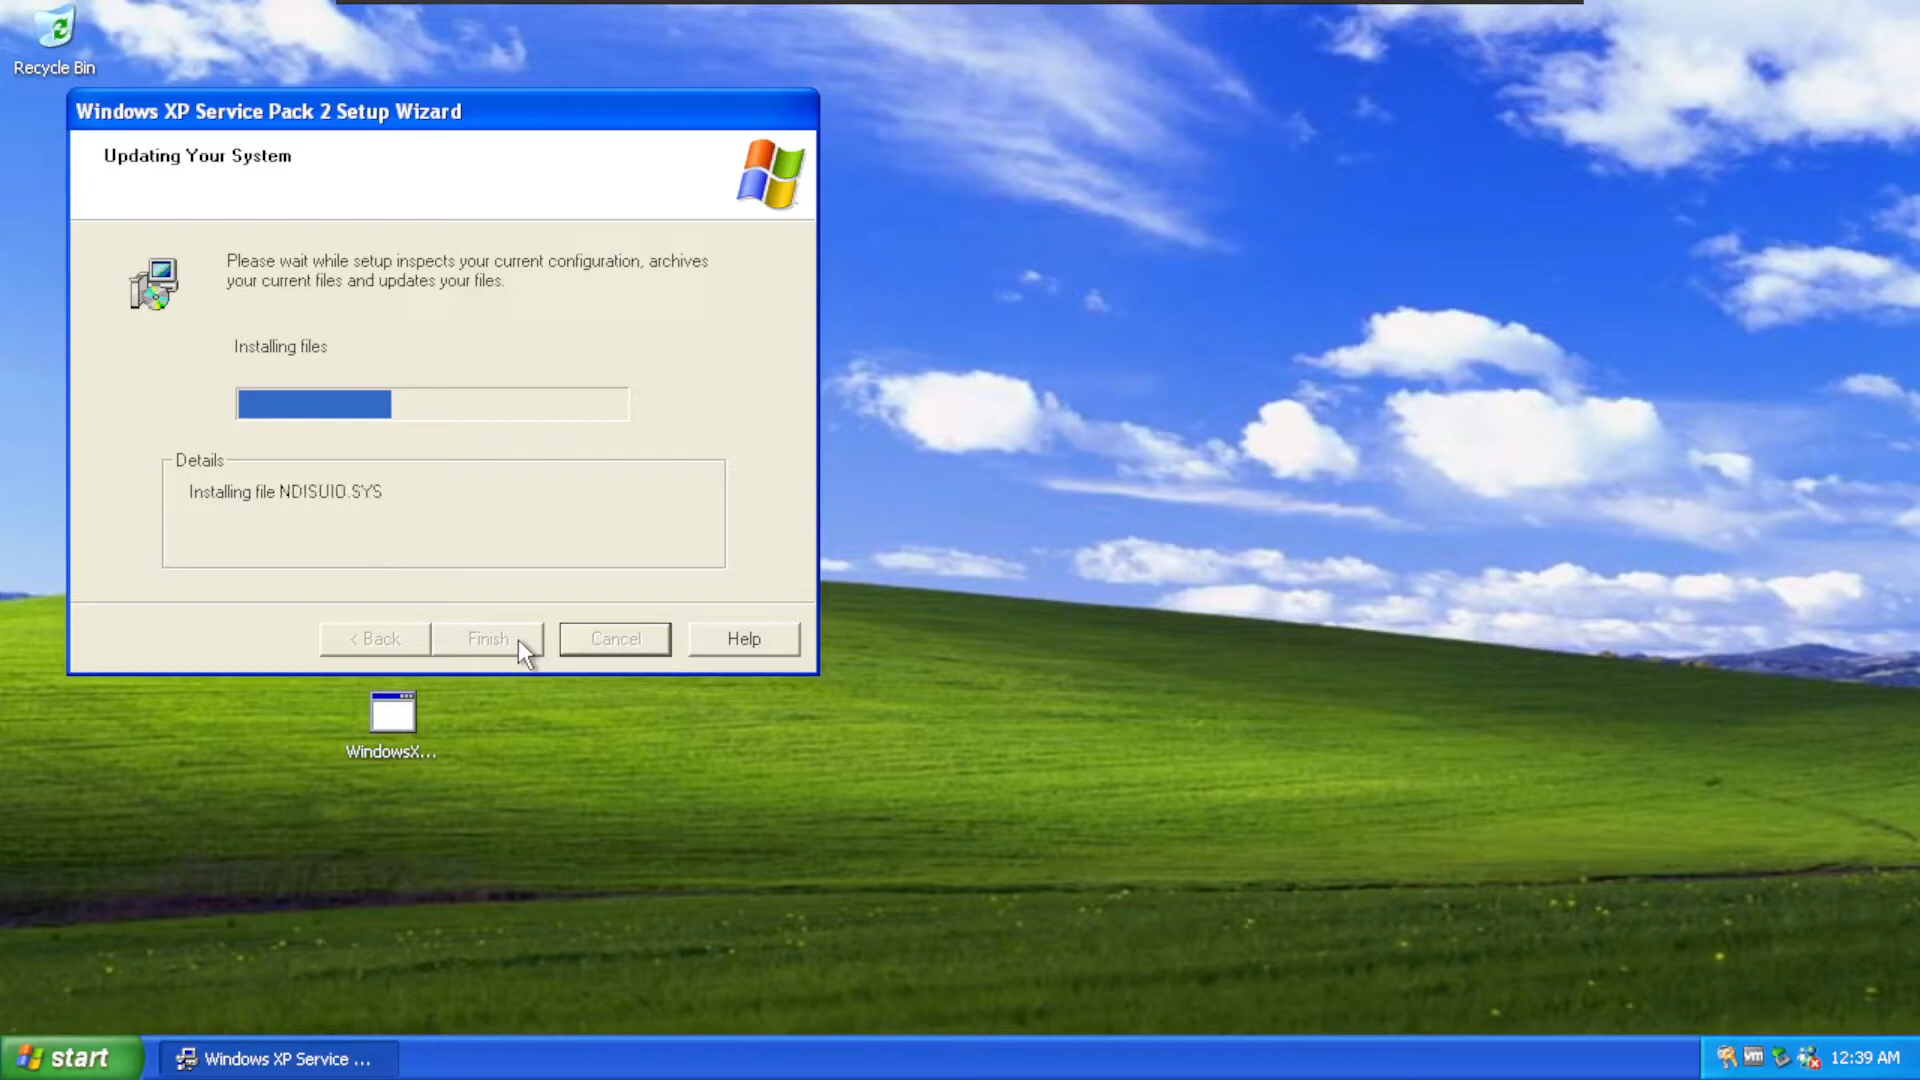 Recycle Bin
Windows XP Service Pack 2 Setup Wizard
Updating Your System
Please wait while setup inspects your current configuration, archives
your current files and updates your files.
Installing files
Details
Installing file NDISUIO.SYS
< Back
Finish
Cancel
Help
WindowsX...
start
Windows XP Service ...
vm
12:39 AM